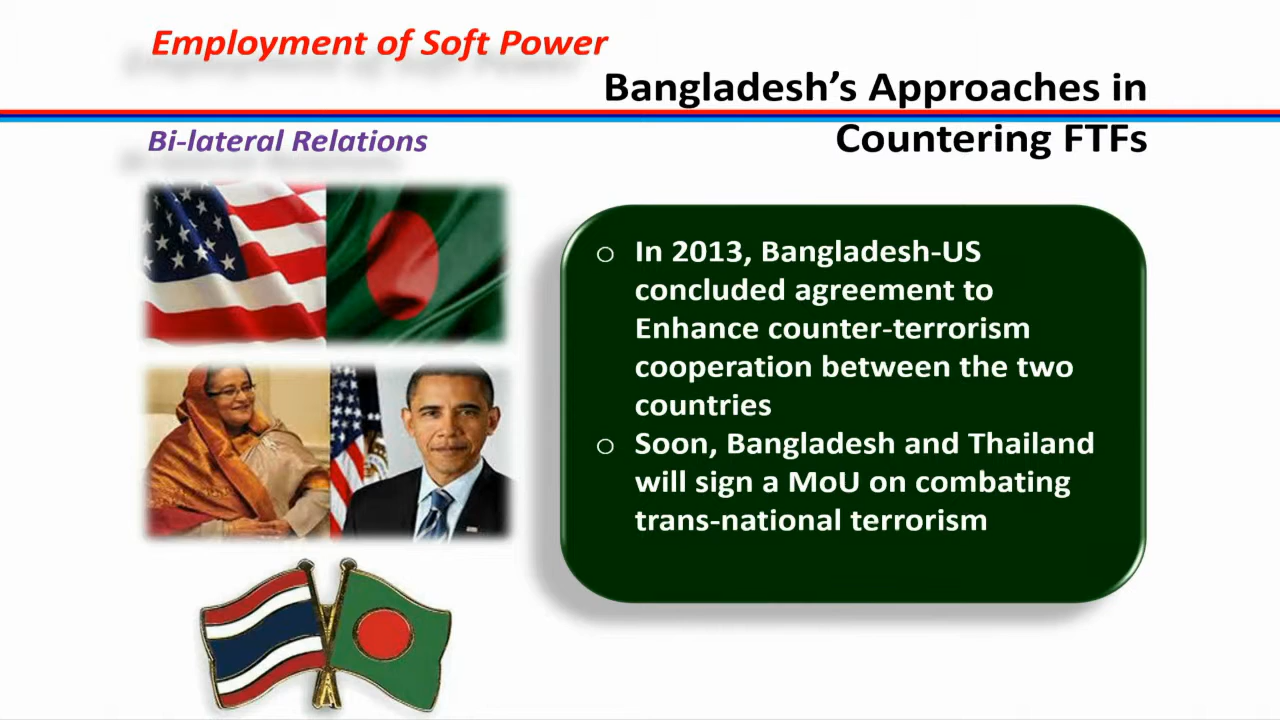 Employment of Soft Power
Bangladesh's Approaches in
Countering FTFs
Bi-lateral Relations
o In 2013, Bangladesh-US
concluded agreement to
Enhance counter-terrorism
cooperation between the two
countries
o Soon, Bangladesh and Thailand
will sign a MoU on combating
trans-national terrorism